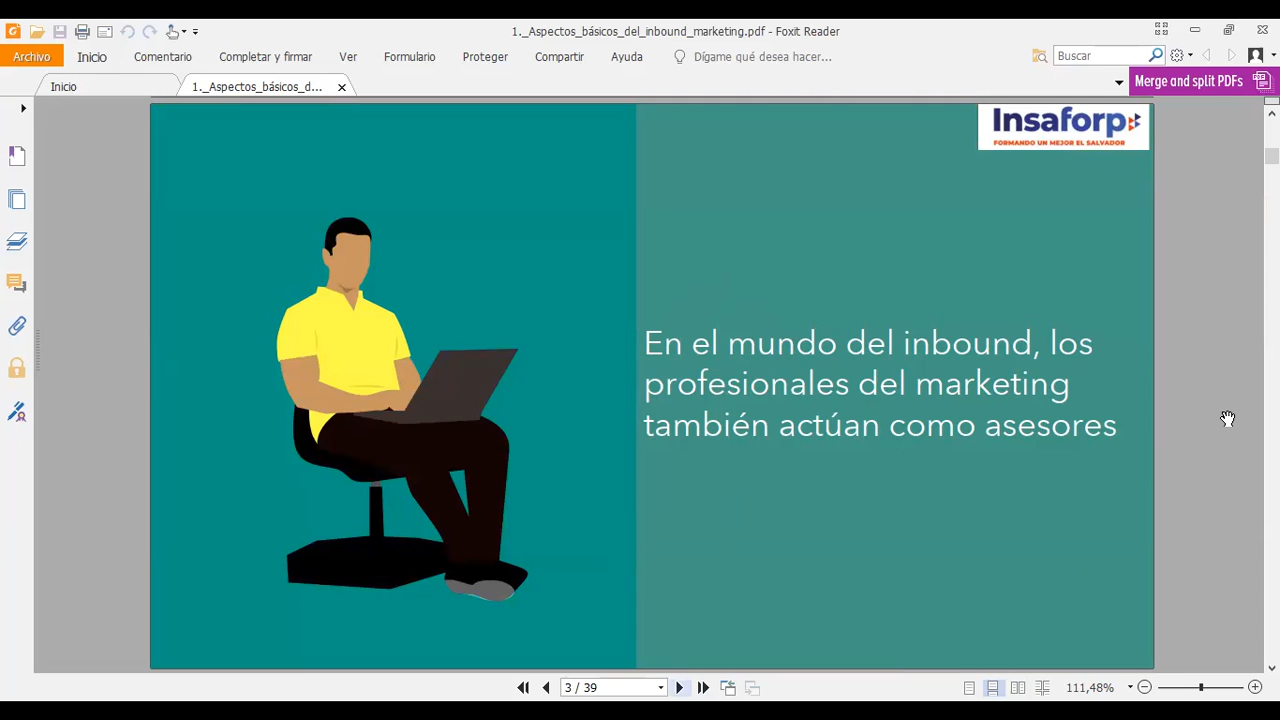 1._Aspectos_básicos_del_inbound_marketing.pdf - Foxit Reader
Archivo Inicio Comentario Completar y firmar Ver Formulario Proteger Compartir Ayuda Dígame qué desea hacer... Buscar
Inicio 1._Aspectos_básicos_d... Merge and split PDFs
Insaforp
FORMANDO UN MEJOR EL SALVADOR
En el mundo del inbound, los
profesionales del marketing
también actúan como asesores
3 / 39 111,48%